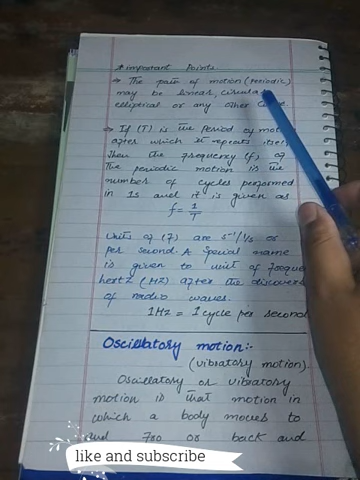 * Important Points
⇒ The path of motion (Periodic)
may be linear, circular
elliptical or any other curve.
⇒ If (T) is the Period of mot
after which it repeats itsel
Then the frequency (f) of
The periodic motion is the
number of cycles performed
in 1s and it is given as
f = 1/T
Units of (f) are s⁻¹/ 1/s or
per second. A special name
is given to unit of freque
hertz (HZ) after the discover
of radio waves.
1HZ = 1 cycle per second
Oscillatory motion:-
(vibratory motion).
Oscillatory or vibratory
motion is that motion in
which a body moves to
and fro or back and
like and subscribe